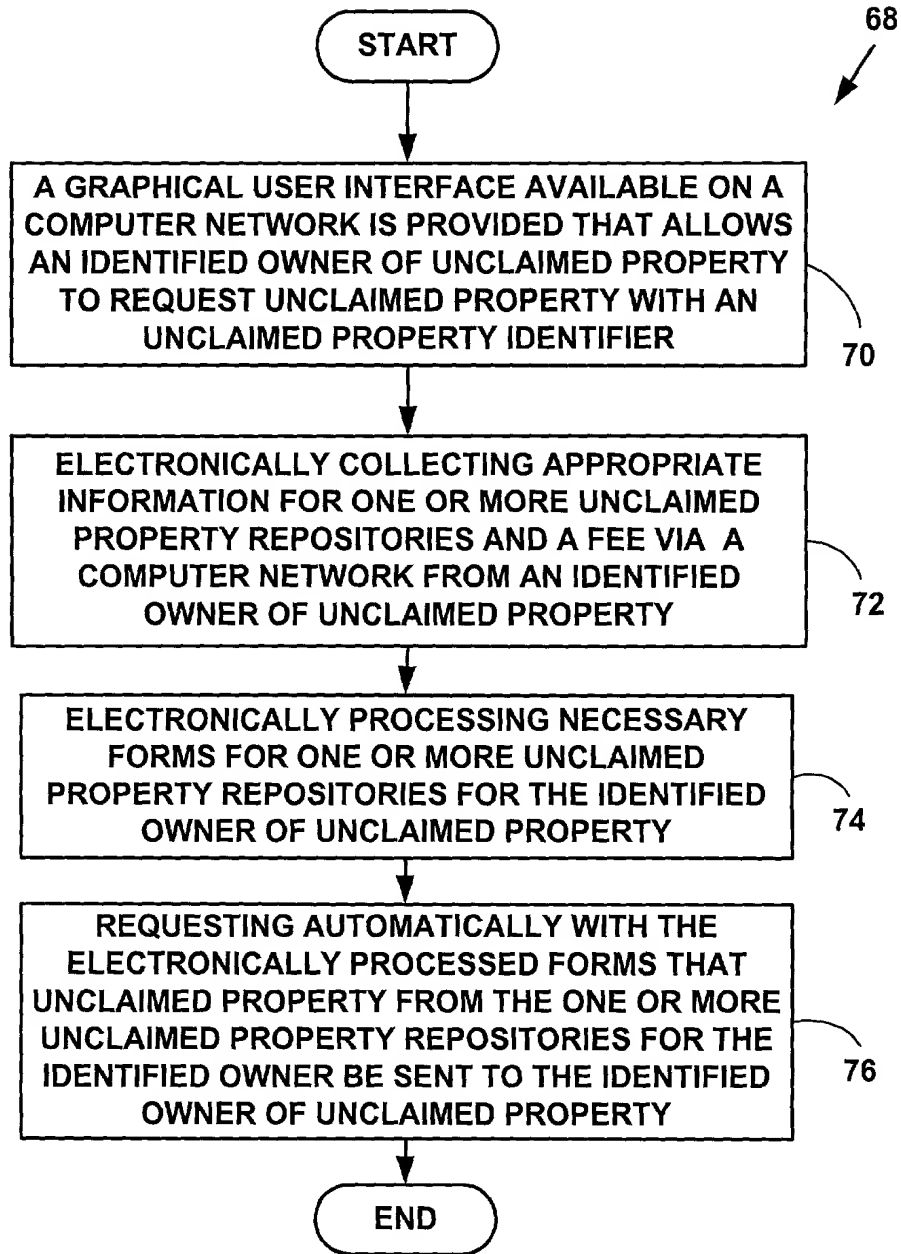 START
68
A GRAPHICAL USER INTERFACE AVAILABLE ON A
COMPUTER NETWORK IS PROVIDED THAT ALLOWS
AN IDENTIFIED OWNER OF UNCLAIMED PROPERTY
TO REQUEST UNCLAIMED PROPERTY WITH AN
UNCLAIMED PROPERTY IDENTIFIER
70
ELECTRONICALLY COLLECTING APPROPRIATE
INFORMATION FOR ONE OR MORE UNCLAIMED
PROPERTY REPOSITORIES AND A FEE VIA A
COMPUTER NETWORK FROM AN IDENTIFIED
OWNER OF UNCLAIMED PROPERTY
72
ELECTRONICALLY PROCESSING NECESSARY
FORMS FOR ONE OR MORE UNCLAIMED
PROPERTY REPOSITORIES FOR THE IDENTIFIED
OWNER OF UNCLAIMED PROPERTY
74
REQUESTING AUTOMATICALLY WITH THE
ELECTRONICALLY PROCESSED FORMS THAT
UNCLAIMED PROPERTY FROM THE ONE OR MORE
UNCLAIMED PROPERTY REPOSITORIES FOR THE
IDENTIFIED OWNER BE SENT TO THE IDENTIFIED
OWNER OF UNCLAIMED PROPERTY
76
END